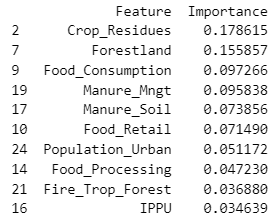 Feature Importance
2 Crop_Residues 0.178615
7 Forestland 0.155857
9 Food_Consumption 0.097266
19 Manure_Mngt 0.095838
17 Manure_Soil 0.073856
10 Food_Retail 0.071490
24 Population_Urban 0.051172
14 Food_Processing 0.047230
21 Fire_Trop_Forest 0.036880
16 IPPU 0.034639